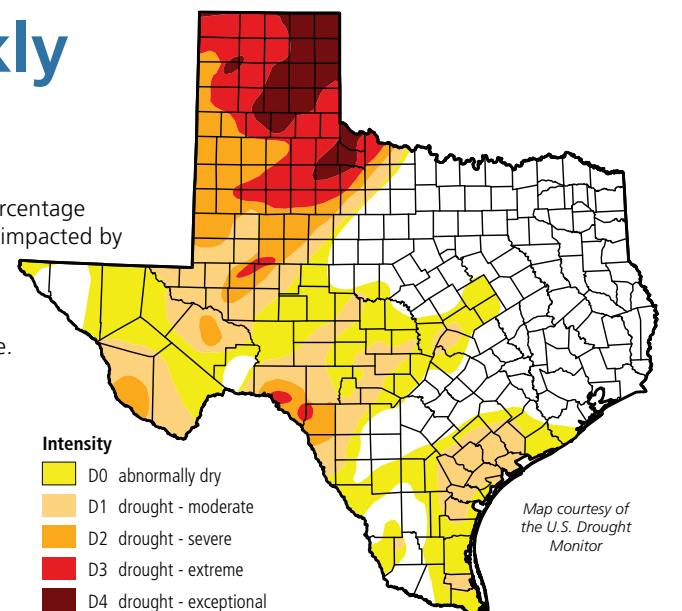 kly
rcentage
impacted by
e.
Intensity
D0 abnormally dry
D1 drought - moderate
D2 drought - severe
D3 drought - extreme
D4 drought - exceptional
Map courtesy of
the U.S. Drought
Monitor